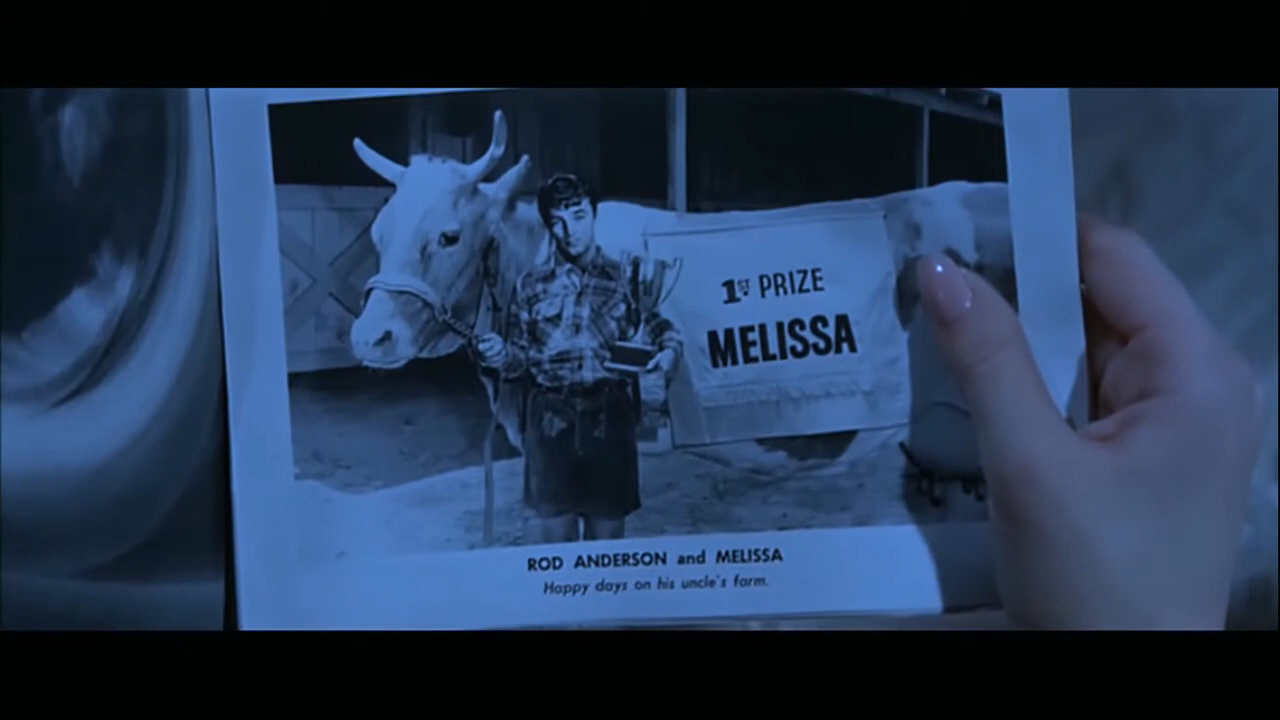 1ST PRIZE
MELISSA
ROD ANDERSON and MELISSA
Happy days on his uncle's farm.